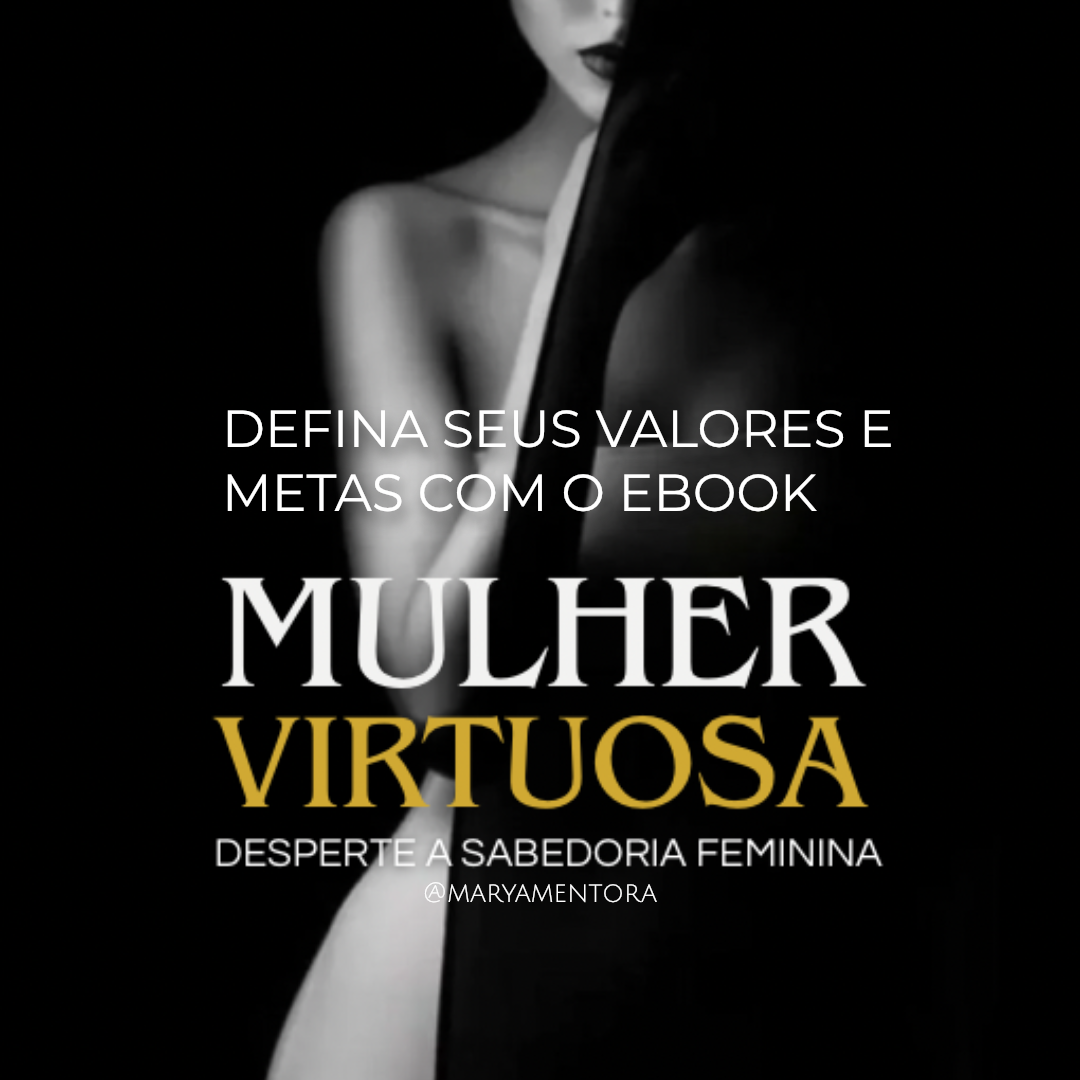 DEFINA SEUS VALORES E
METAS COM O EBOOK
MULHER
VIRTUOSA
DESPERTE A SABEDORIA FEMININA
@MARYAMENTORA